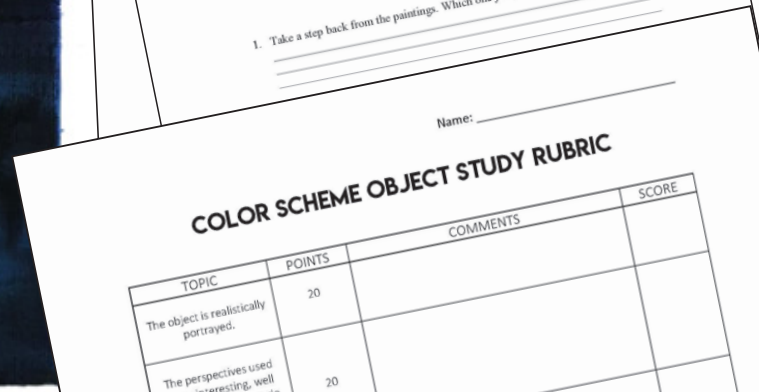 1. Take a step back from the paintings. Which
Name:
COLOR SCHEME OBJECT STUDY RUBRIC
TOPIC POINTS COMMENTS SCORE
The object is realistically 20
portrayed.
The perspectives used 20
well